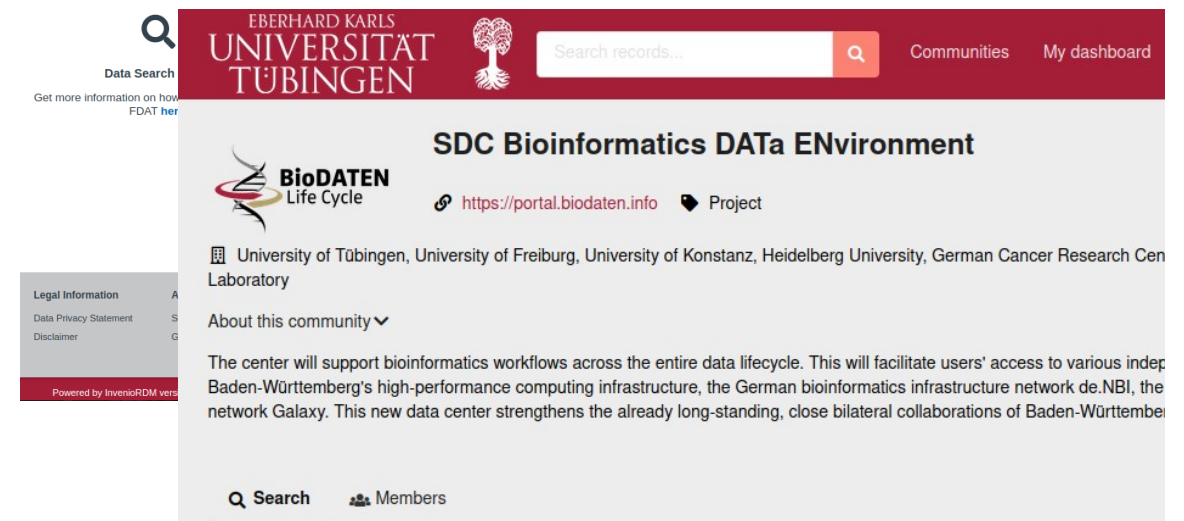 Data Search
Get more information on how
FDAT
Legal Information
Data Privacy Statement
Disclaimer
Powered by InvenioRDM
EBERHARD KARLS
UNIVERSITÄT
TÜBINGEN
Search records...
Communities
My dashboard
SDC Bioinformatics DATa ENvironment
BioDATEN
Life Cycle
https://portal.biodaten.info
Project
University of Tübingen, University of Freiburg, University of Konstanz, Heidelberg University, German Cancer Research
Laboratory
About this community
The center will support bioinformatics workflows across the entire data lifecycle. This will facilitate users' access to various
Baden-Württemberg's high-performance computing infrastructure, the German bioinformatics infrastructure network de.NBI, the
network Galaxy. This new data center strengthens the already long-standing, close bilateral collaborations of
Search
Members